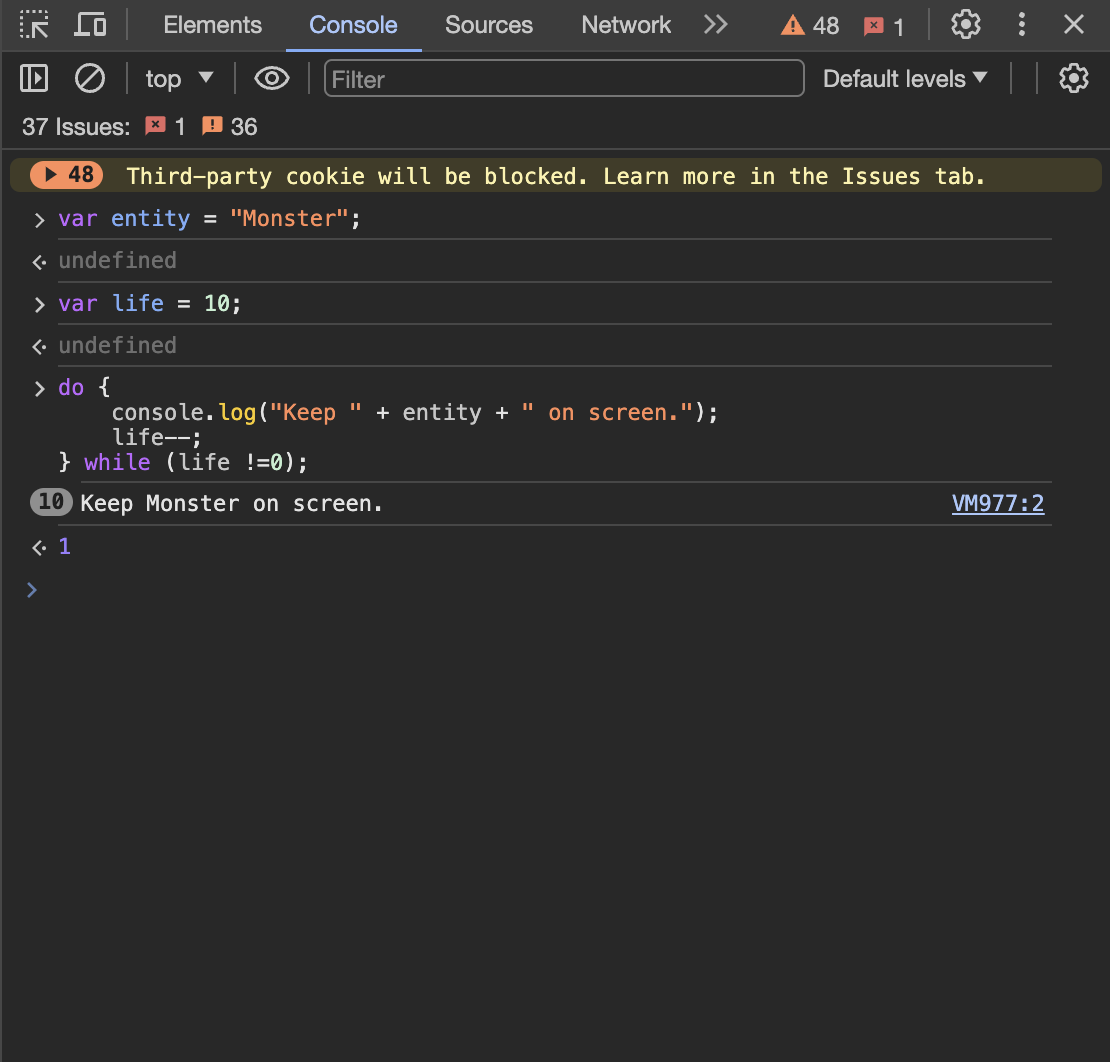 Elements Console Sources Network 48 1
top Filter Default levels
37 Issues: 1 36
48 Third-party cookie will be blocked. Learn more in the Issues tab.
> var entity = "Monster";
undefined
> var life = 10;
undefined
> do {
    console.log("Keep " + entity + " on screen.");
    life--;
} while (life !=0);
10 Keep Monster on screen. VM977:2
1
>